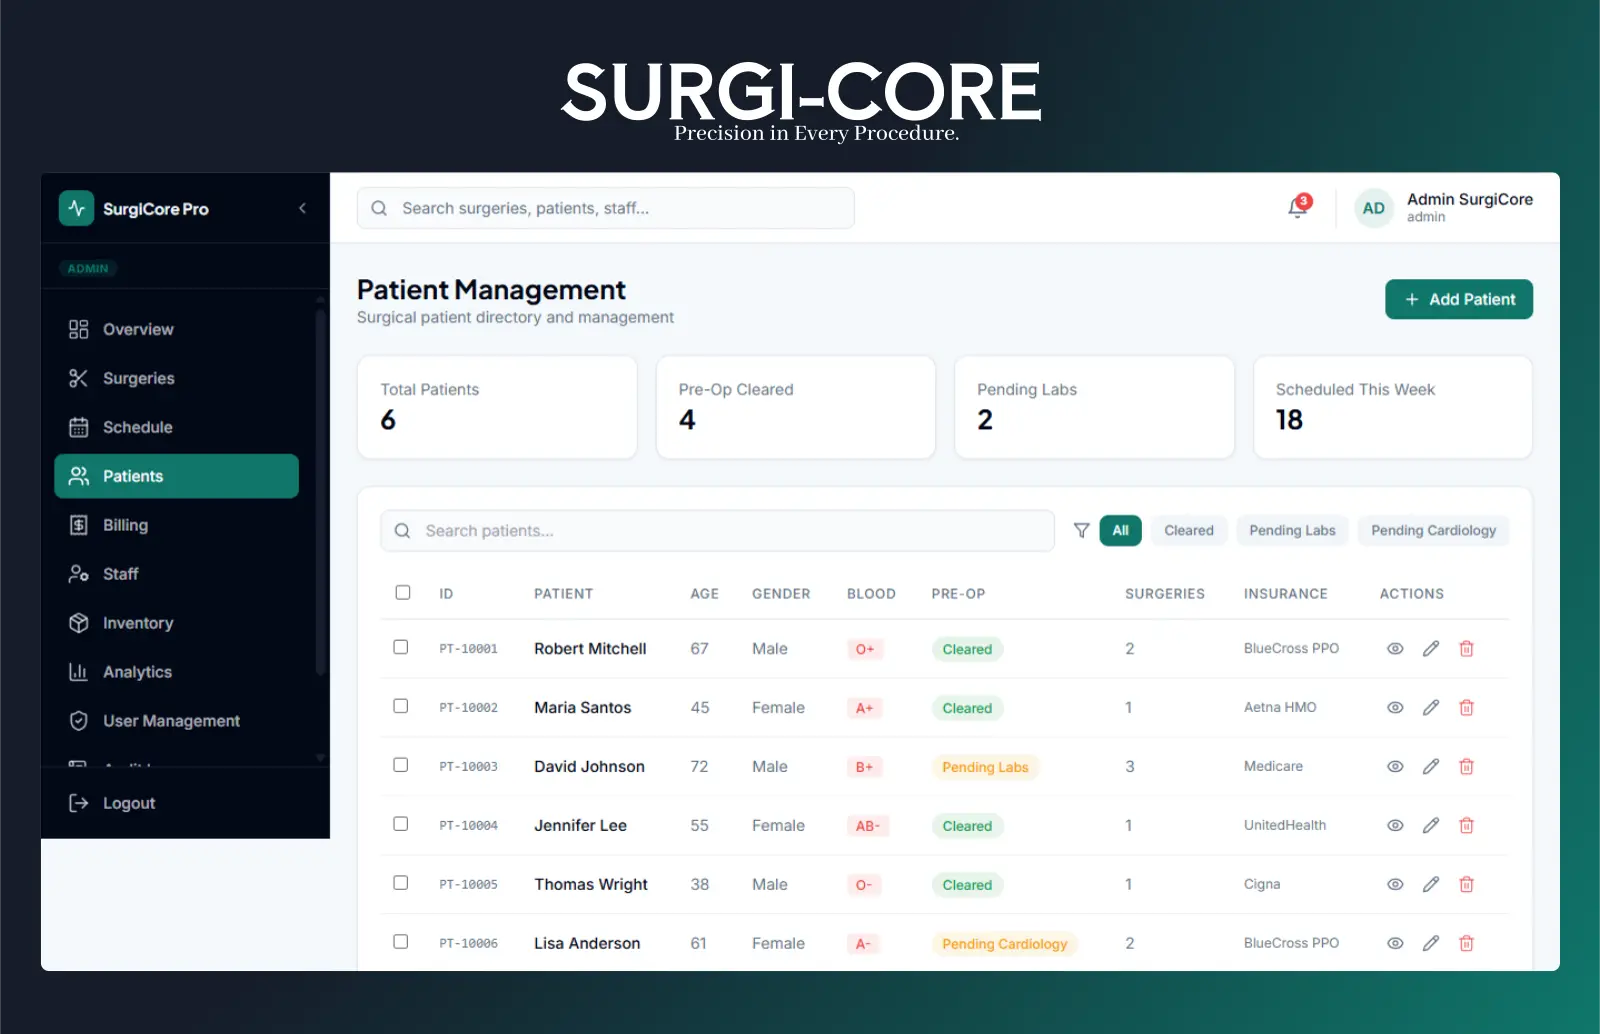 SURGI-CORE
Precision in Every Procedure.
SurgiCore Pro
Search surgeries, patients, staff...
3
AD
Admin SurgiCore
admin
ADMIN
Overview
Surgeries
Schedule
Patients
Billing
Staff
Inventory
Analytics
User Management
Logout
Patient Management
Surgical patient directory and management
+ Add Patient
Total Patients
6
Pre-Op Cleared
4
Pending Labs
2
Scheduled This Week
18
Search patients...
All Cleared Pending Labs Pending Cardiology
ID PATIENT AGE GENDER BLOOD PRE-OP SURGERIES INSURANCE ACTIONS
PT-10001 Robert Mitchell 67 Male O+ Cleared 2 BlueCross PPO
PT-10002 Maria Santos 45 Female A+ Cleared 1 Aetna HMO
PT-10003 David Johnson 72 Male B+ Pending Labs 3 Medicare
PT-10004 Jennifer Lee 55 Female AB- Cleared 1 UnitedHealth
PT-10005 Thomas Wright 38 Male O- Cleared 1 Cigna
PT-10006 Lisa Anderson 61 Female A- Pending Cardiology 2 BlueCross PPO